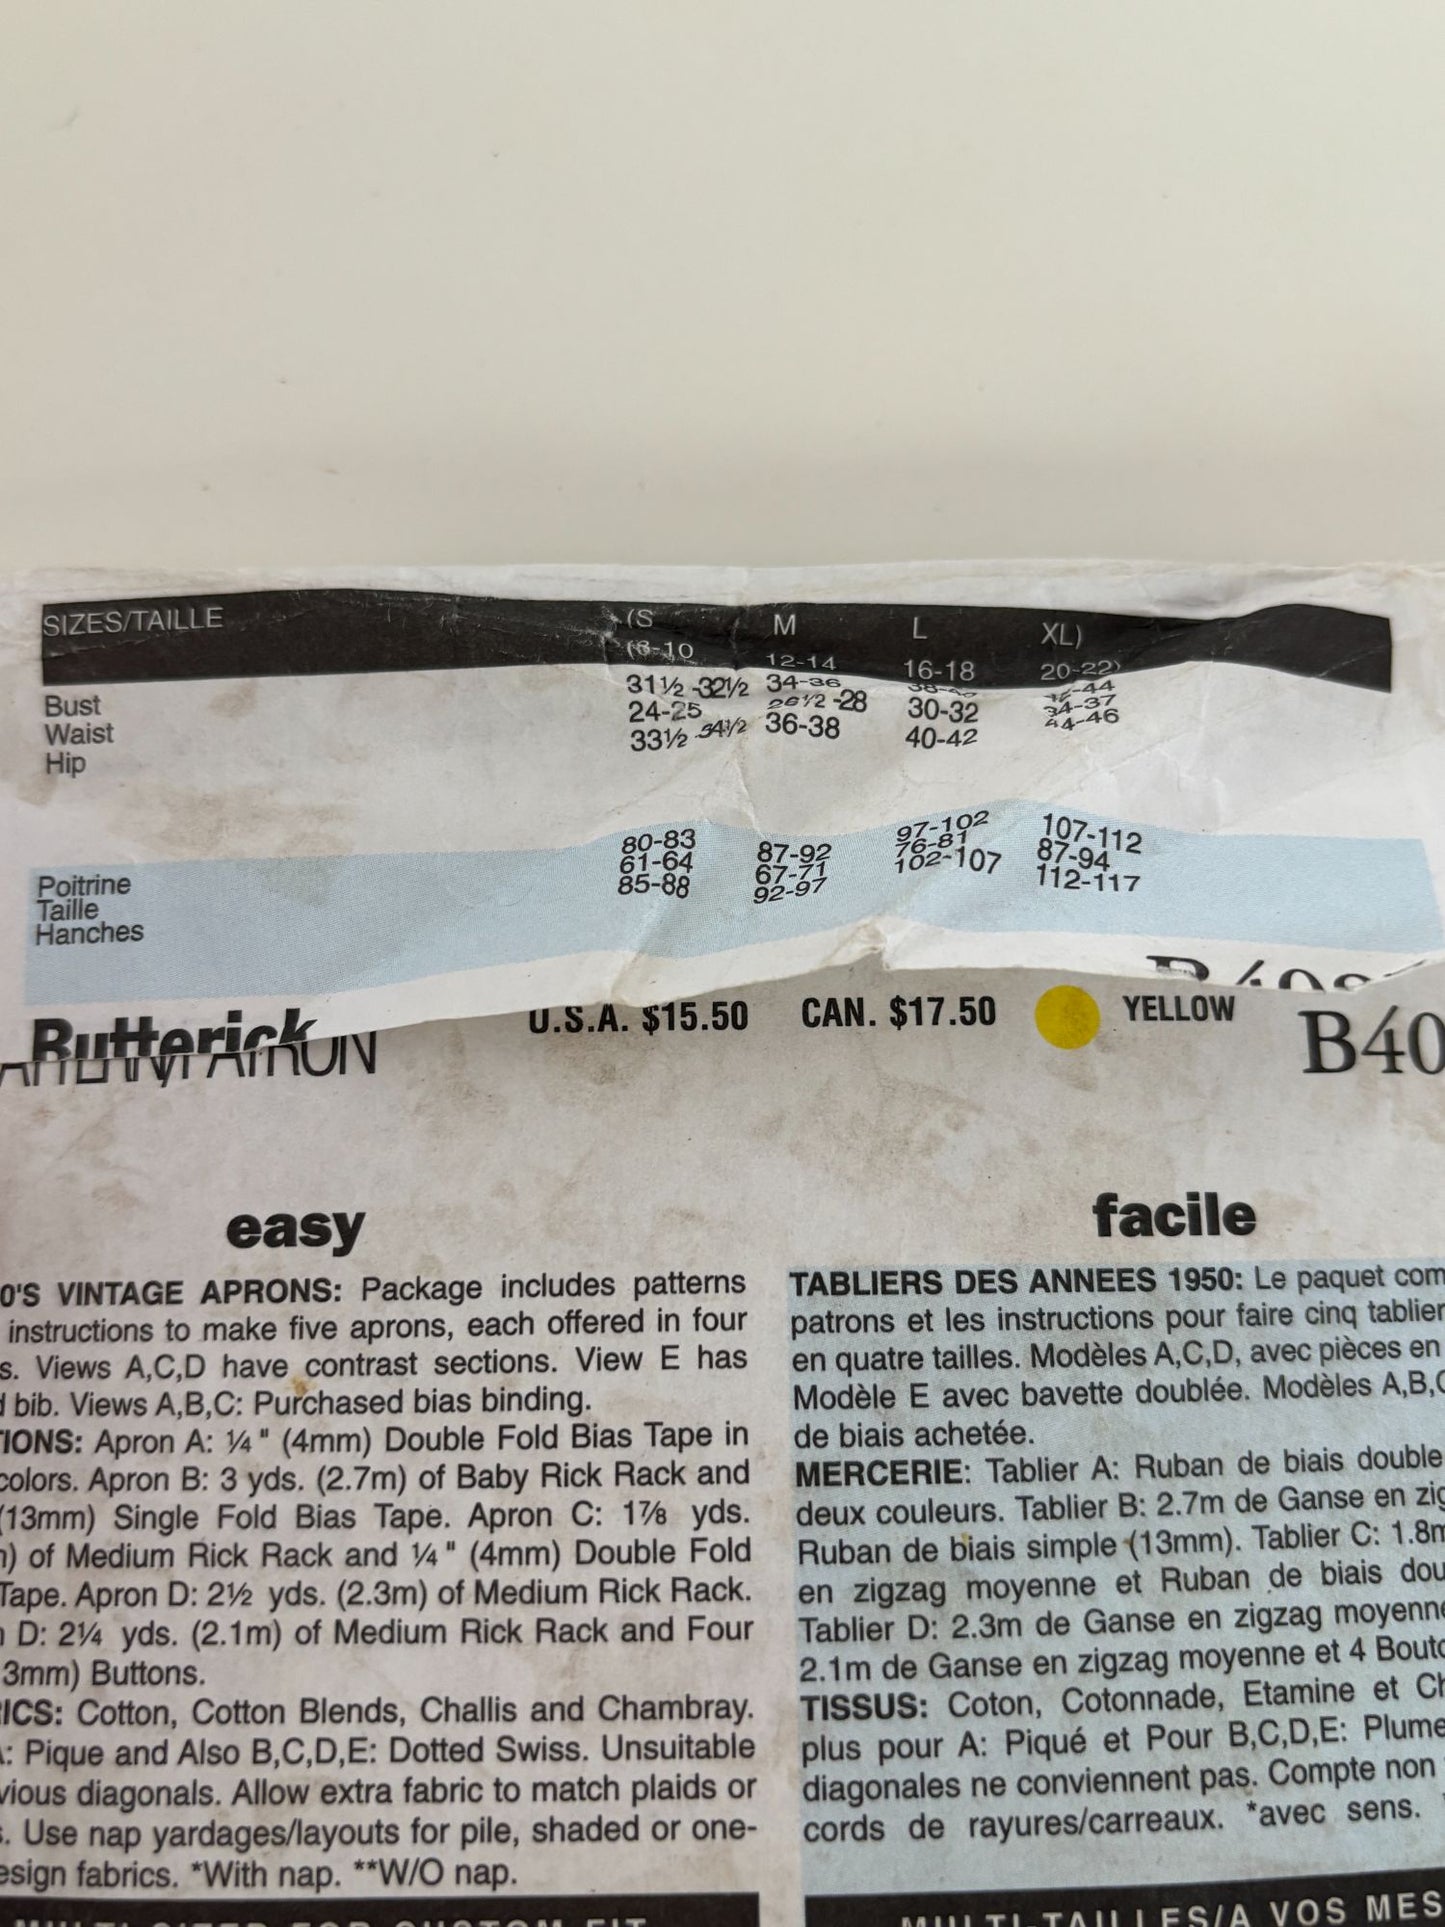 SIZES/TAILLE (S M L XL)
(8-10 12-14 16-18 20-22)
Bust 31½ -32½ 34-36 -44
Waist 24-25 26½ -28 30-32 34-37
Hip 33½ -34½ 36-38 40-42 44-46
Poitrine 80-83 87-92 97-102 107-112
Taille 61-64 67-71 76-81 87-94
Hanches 85-88 92-97 102-107 112-117
Butterick U.S.A. $15.50 CAN. $17.50 YELLOW B40
PATRON
easy
0'S VINTAGE APRONS: Package includes patterns
instructions to make five aprons, each offered in four
s. Views A,C,D have contrast sections. View E has
d bib. Views A,B,C: Purchased bias binding.
TIONS: Apron A: ¼" (4mm) Double Fold Bias Tape in
colors. Apron B: 3 yds. (2.7m) of Baby Rick Rack and
(13mm) Single Fold Bias Tape. Apron C: 1⅞ yds.
) of Medium Rick Rack and ¼" (4mm) Double Fold
Tape. Apron D: 2½ yds. (2.3m) of Medium Rick Rack.
D: 2¼ yds. (2.1m) of Medium Rick Rack and Four
3mm) Buttons.
RICS: Cotton, Cotton Blends, Challis and Chambray.
: Pique and Also B,C,D,E: Dotted Swiss. Unsuitable
vious diagonals. Allow extra fabric to match plaids or
s. Use nap yardages/layouts for pile, shaded or one-
esign fabrics. *With nap. **W/O nap.
MULTI-SIZED FOR CUSTOM FIT
facile
TABLIERS DES ANNEES 1950: Le paquet com
patrons et les instructions pour faire cinq tablier
en quatre tailles. Modèles A,C,D, avec pièces en
Modèle E avec bavette doublée. Modèles A,B,C
de biais achetée.
MERCERIE: Tablier A: Ruban de biais double
deux couleurs. Tablier B: 2.7m de Ganse en zig
Ruban de biais simple (13mm). Tablier C: 1.8m
en zigzag moyenne et Ruban de biais dou
Tablier D: 2.3m de Ganse en zigzag moyenne
2.1m de Ganse en zigzag moyenne et 4 Bouto
TISSUS: Coton, Cotonnade, Etamine et Ch
plus pour A: Piqué et Pour B,C,D,E: Plume
diagonales ne conviennent pas. Compte non
cords de rayures/carreaux. *avec sens.
MULTI-TAILLES/A VOS MES